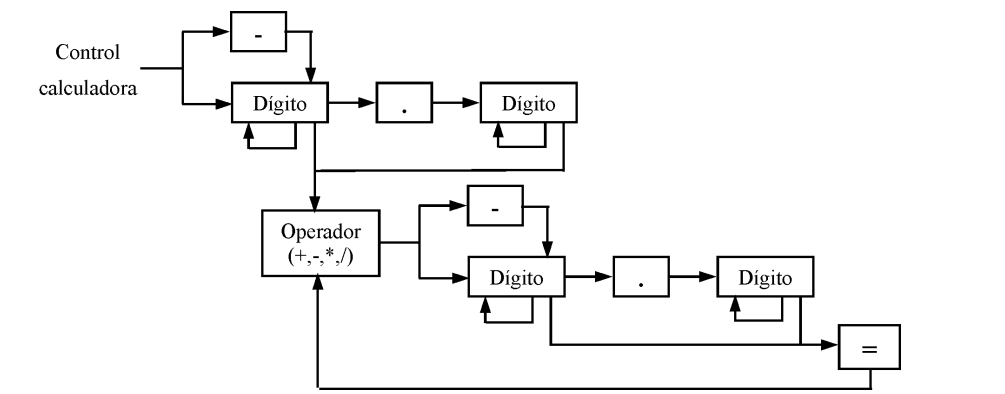 -
Control
calculadora
Dígito
.
Dígito
-
Operador
(+,-,*,/)
Dígito
.
Dígito
=